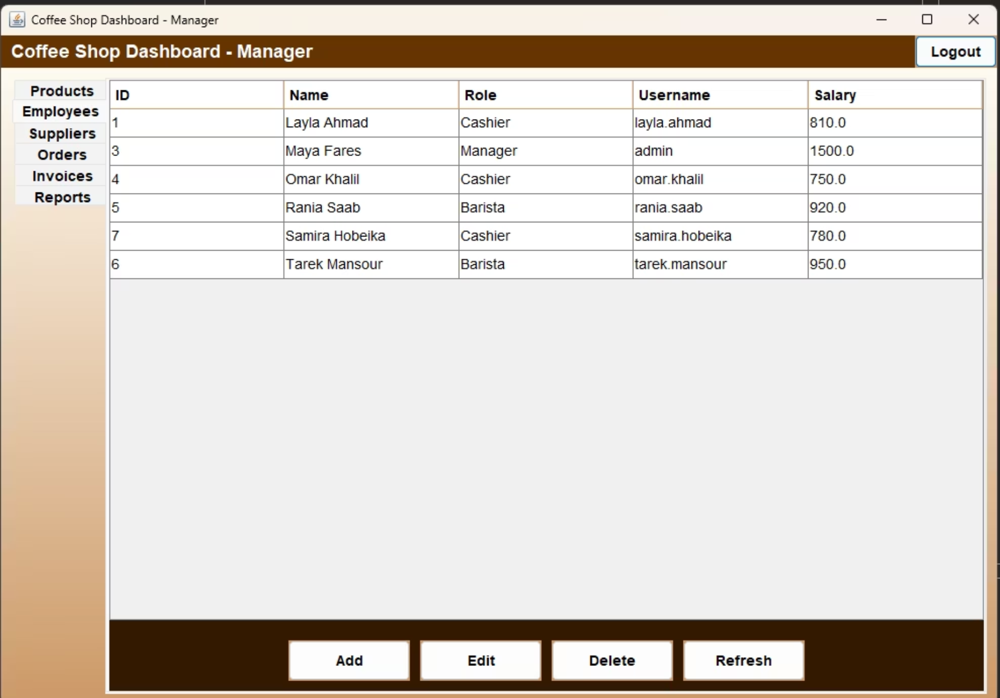 Coffee Shop Dashboard - Manager
Coffee Shop Dashboard - Manager Logout
Products
Employees
Suppliers
Orders
Invoices
Reports
ID Name Role Username Salary
1 Layla Ahmad Cashier layla.ahmad 810.0
3 Maya Fares Manager admin 1500.0
4 Omar Khalil Cashier omar.khalil 750.0
5 Rania Saab Barista rania.saab 920.0
7 Samira Hobeika Cashier samira.hobeika 780.0
6 Tarek Mansour Barista tarek.mansour 950.0
Add Edit Delete Refresh